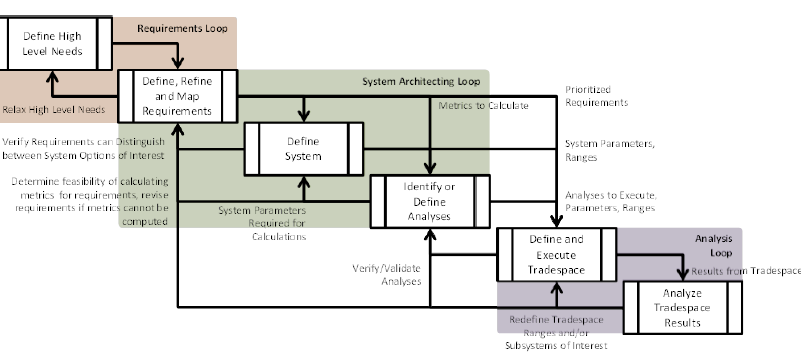 Define High
Level Needs
Requirements Loop
Define, Refine
and Map
Requirements
Relax High Level Needs
System Architecting Loop
Metrics to Calculate
Prioritized
Requirements
Verify Requirements can Distinguish
between System Options of Interest
Define
System
System Parameters,
Ranges
Determine feasibility of calculating
metrics for requirements, revise
requirements if metrics cannot be
computed
System Parameters
Required for
Calculations
Identify or
Define
Analyses
Analyses to Execute,
Parameters, Ranges
Define and
Execute
Tradespace
Analysis
Loop
Results from Tradespace
Verify/Validate
Analyses
Analyze
Tradespace
Results
Redefine Tradespace
Ranges and/or
Subsystems of Interest